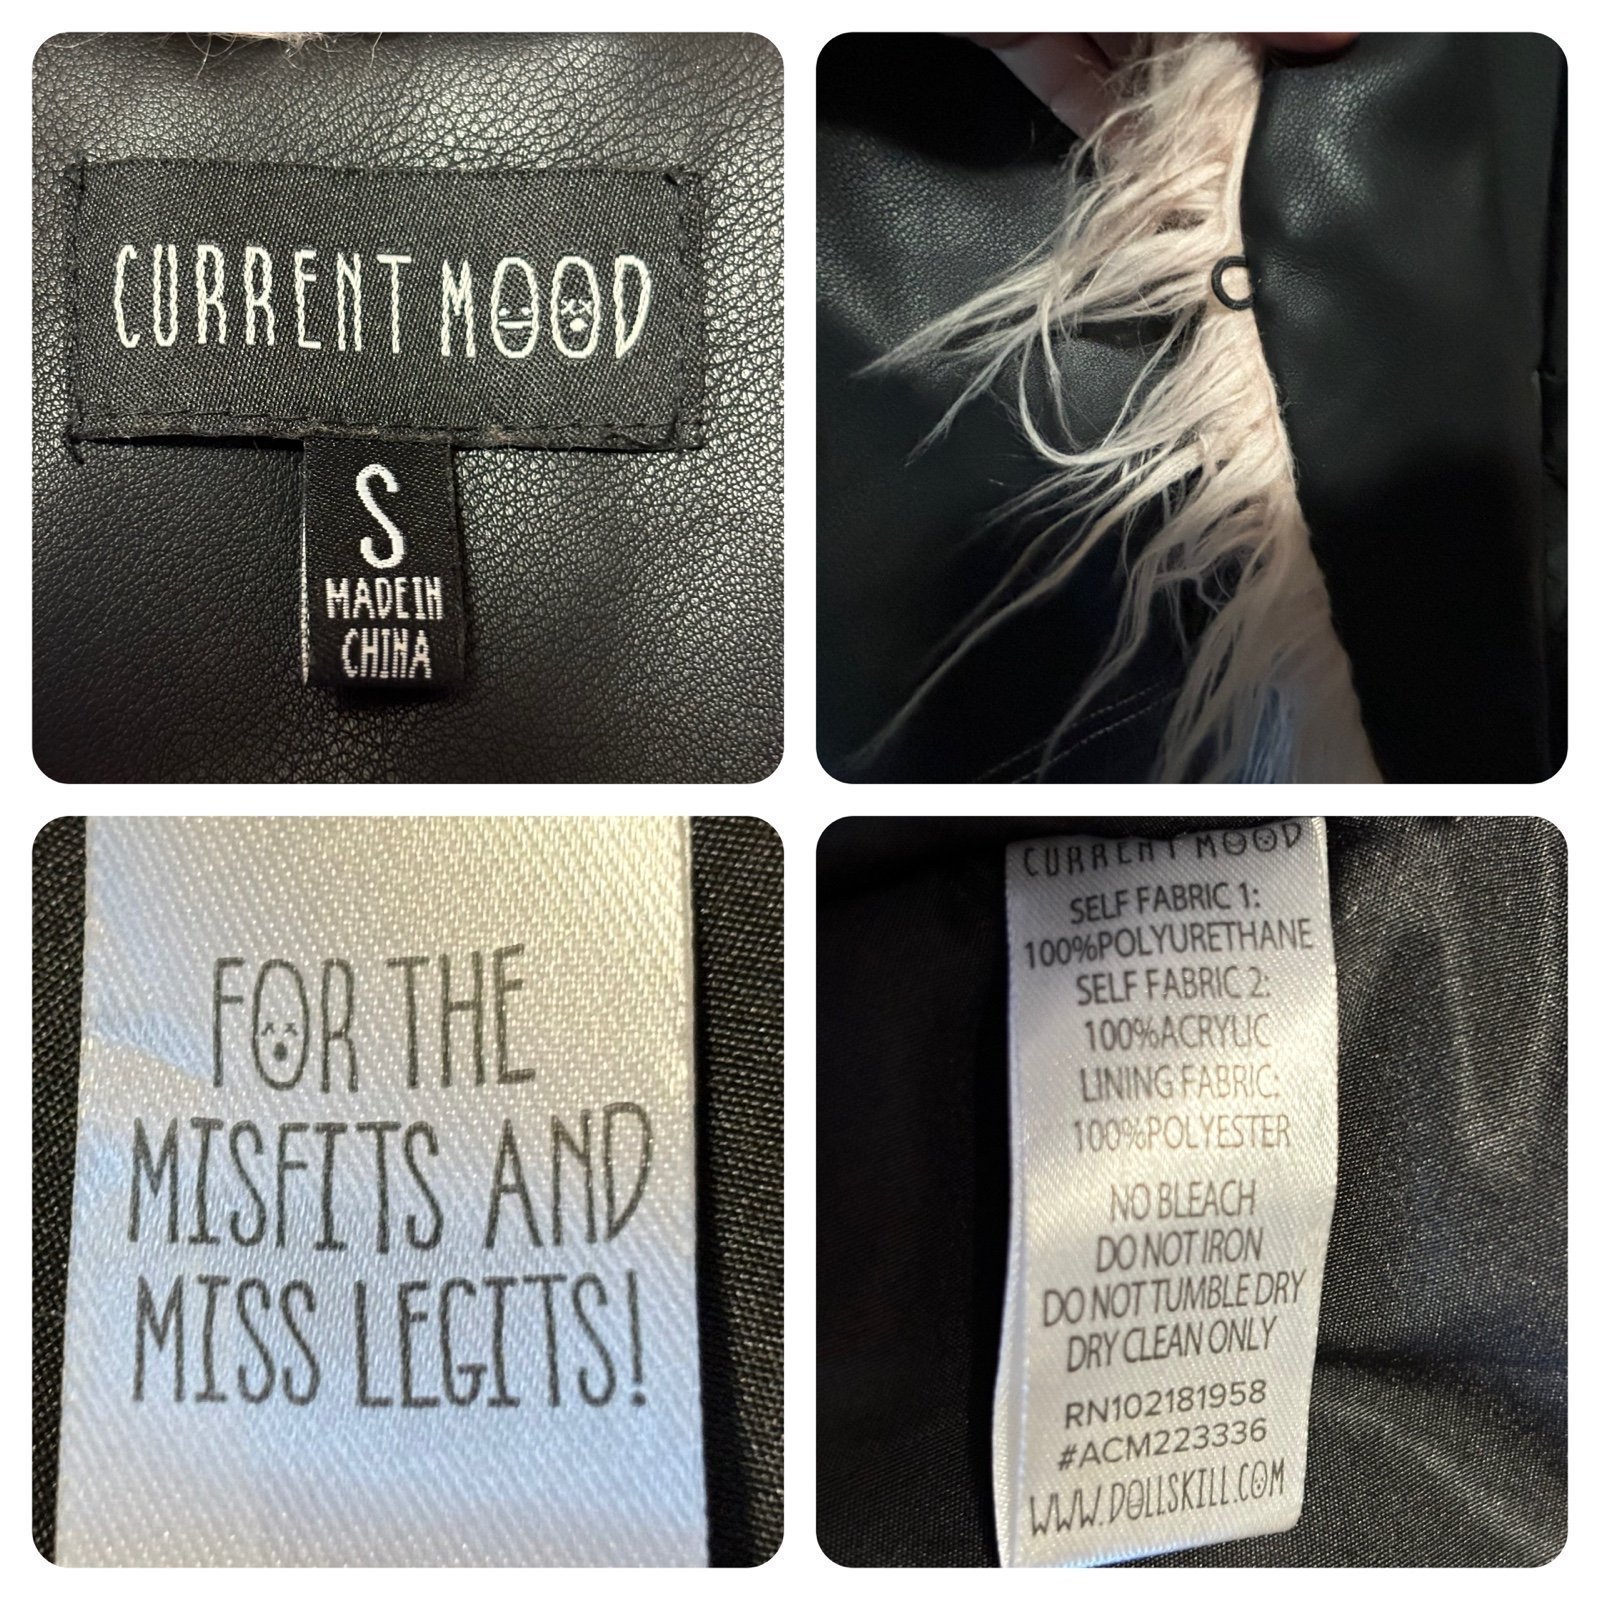 CURRENT MOOD
S
MADE IN
CHINA
FOR THE
MISFITS AND
MISS LEGITS!
CURRENT MOOD
SELF FABRIC 1:
100%POLYURETHANE
SELF FABRIC 2:
100%ACRYLIC
LINING FABRIC:
100%POLYESTER
NO BLEACH
DO NOT IRON
DO NOT TUMBLE DRY
DRY CLEAN ONLY
RN102181958
#ACM223336
WWW.DOLLSKILL.COM